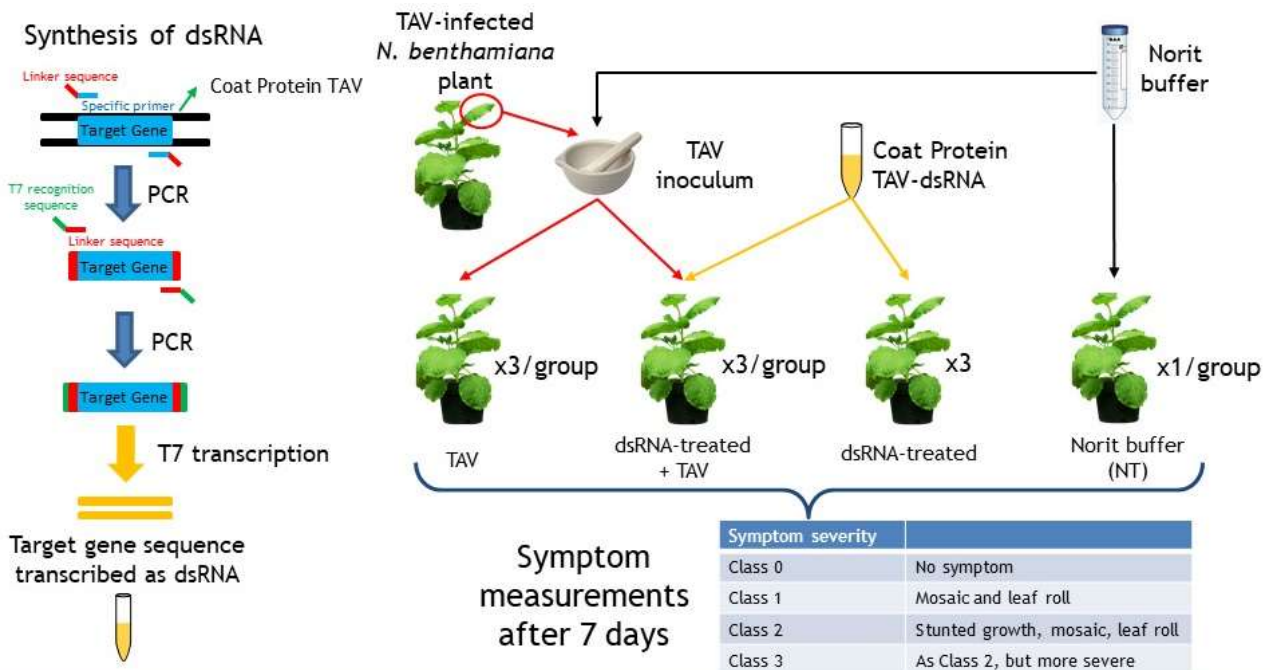 Synthesis of dsRNA
Linker sequence
Coat Protein TAV
Specific primer
Target Gene
PCR
T7 recognition
sequence
Linker sequence
Target Gene
PCR
Target Gene
T7 transcription
Target gene sequence
transcribed as dsRNA
TAV-infected
N. benthamiana
plant
Norit
buffer
TAV
inoculum
Coat Protein
TAV-dsRNA
x3/group
x3/group
x3
x1/group
TAV
dsRNA-treated
+ TAV
dsRNA-treated
Norit buffer
(NT)
Symptom
measurements
after 7 days
Symptom severity
Class 0 No symptom
Class 1 Mosaic and leaf roll
Class 2 Stunted growth, mosaic, leaf roll
Class 3 As Class 2, but more severe